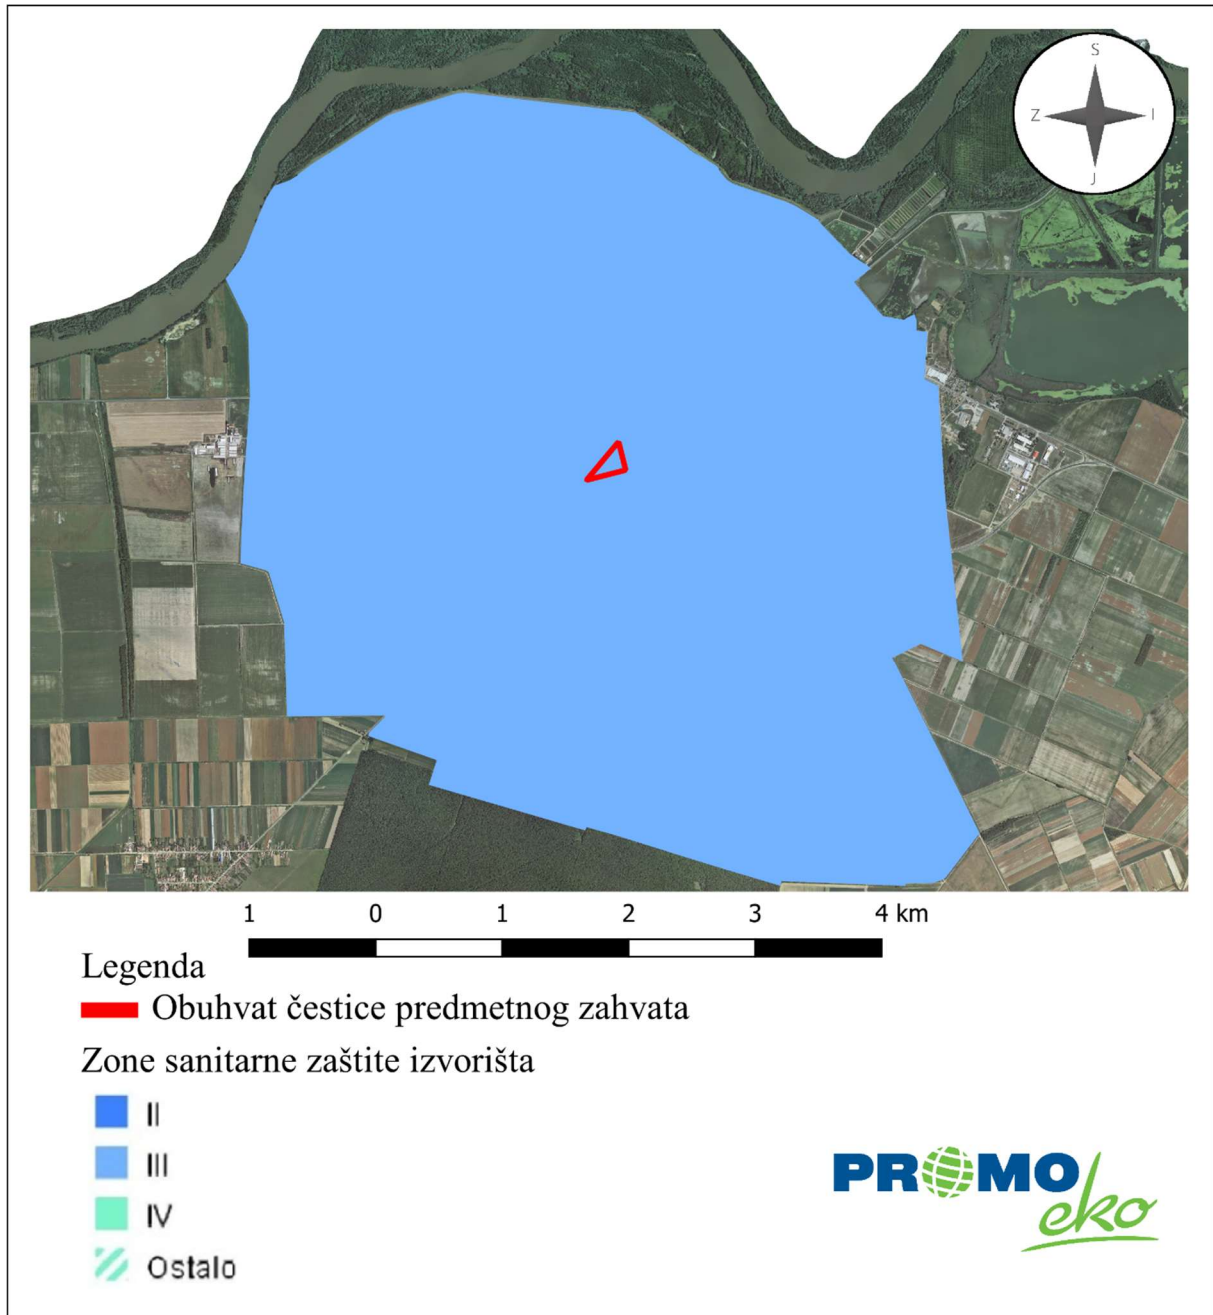 S
Z I
J
1 0 1 2 3 4 km
Legenda
Obuhvat čestice predmetnog zahvata
Zone sanitarne zaštite izvorišta
II
III
IV
Ostalo
PROMO
eko